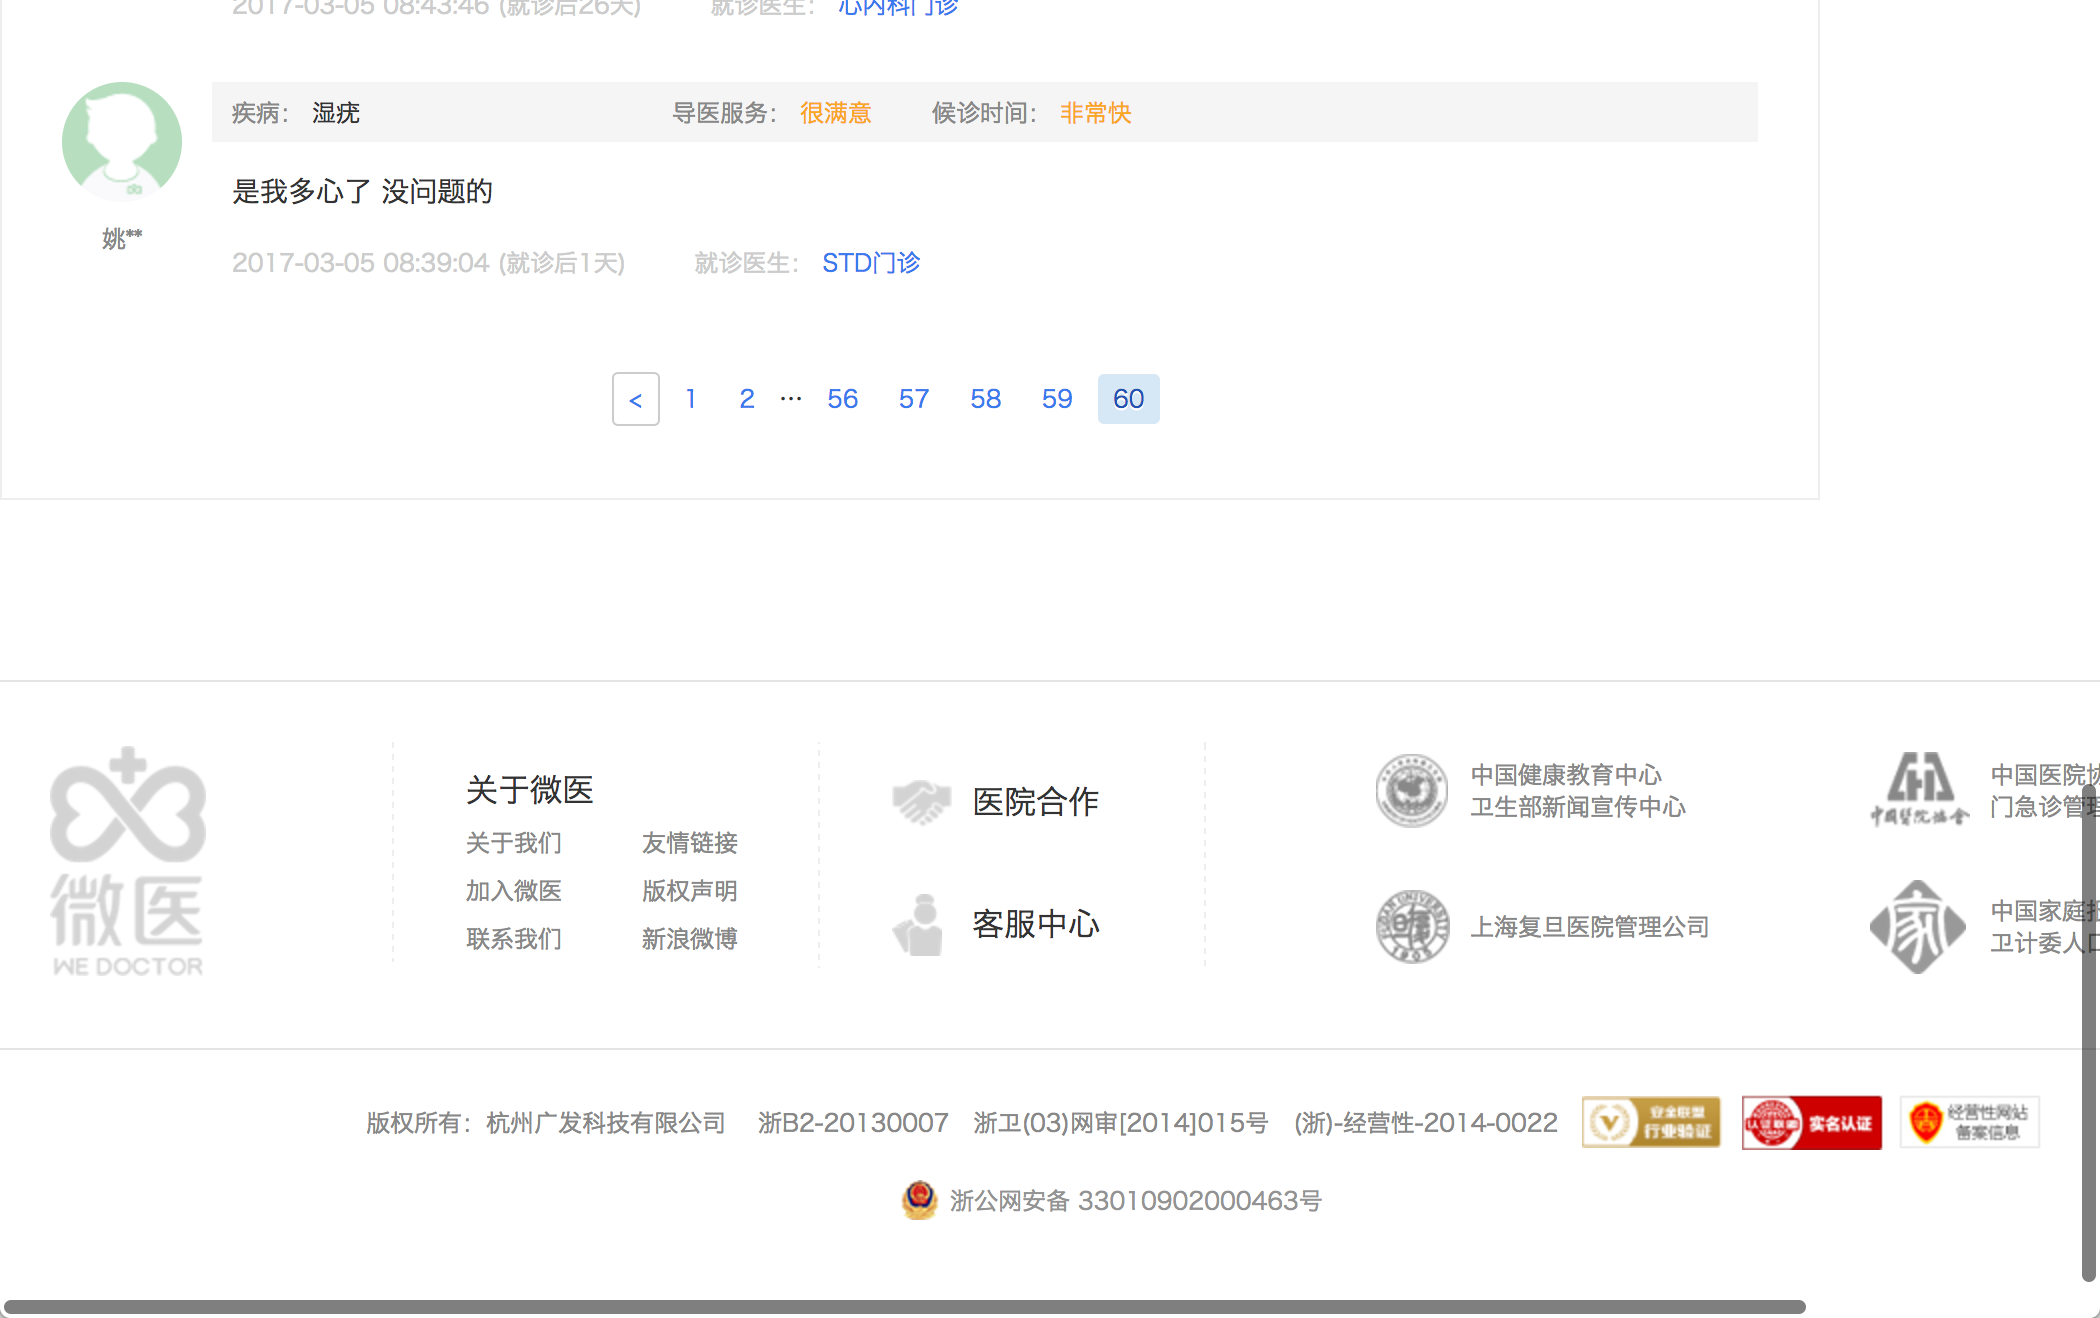 2017-03-05 08:43:46 (就诊后26天) 就诊医生： 心内科门诊
疾病： 湿疣 导医服务： 很满意 候诊时间： 非常快
是我多心了 没问题的
姚**
2017-03-05 08:39:04 (就诊后1天) 就诊医生： STD门诊
< 1 2 ··· 56 57 58 59 60
微医
WE DOCTOR
关于微医
关于我们 友情链接
加入微医 版权声明
联系我们 新浪微博
医院合作
客服中心
中国健康教育中心
卫生部新闻宣传中心
上海复旦医院管理公司
中国医院协会
中国医院协
门急诊管理
中国家庭报
卫计委人口
版权所有：杭州广发科技有限公司 浙B2-20130007 浙卫(03)网审[2014]015号 (浙)-经营性-2014-0022
安全联盟
行业验证
实名认证
经营性网站
备案信息
浙公网安备 33010902000463号